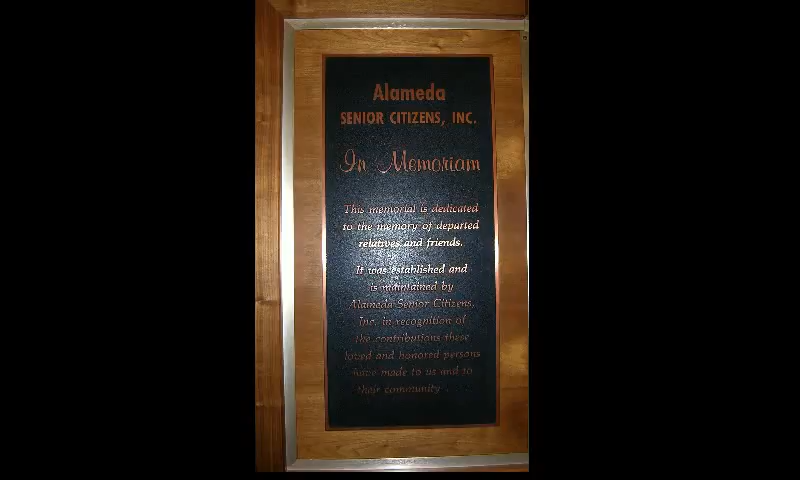 Alameda
SENIOR CITIZENS, INC.
In Memoriam
This memorial is dedicated
to the memory of departed
relatives and friends.
It was established and
is maintained by
Alameda Senior Citizens,
Inc. in recognition of
the contributions these
loved and honored persons
have made to us and to
their community . . .